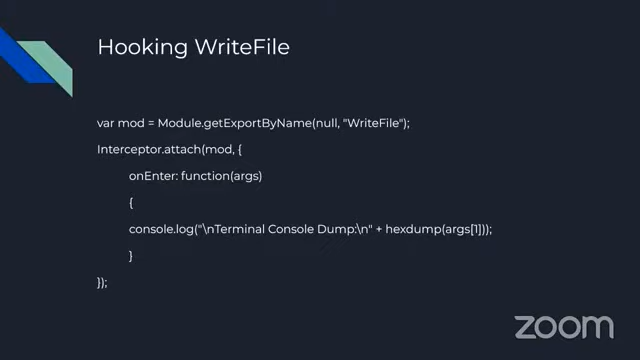 Hooking WriteFile
var mod = Module.getExportByName(null, "WriteFile");
Interceptor.attach(mod, {
onEnter: function(args)
{
console.log("\nTerminal Console Dump:\n" + hexdump(args[1]));
}
});
zoom